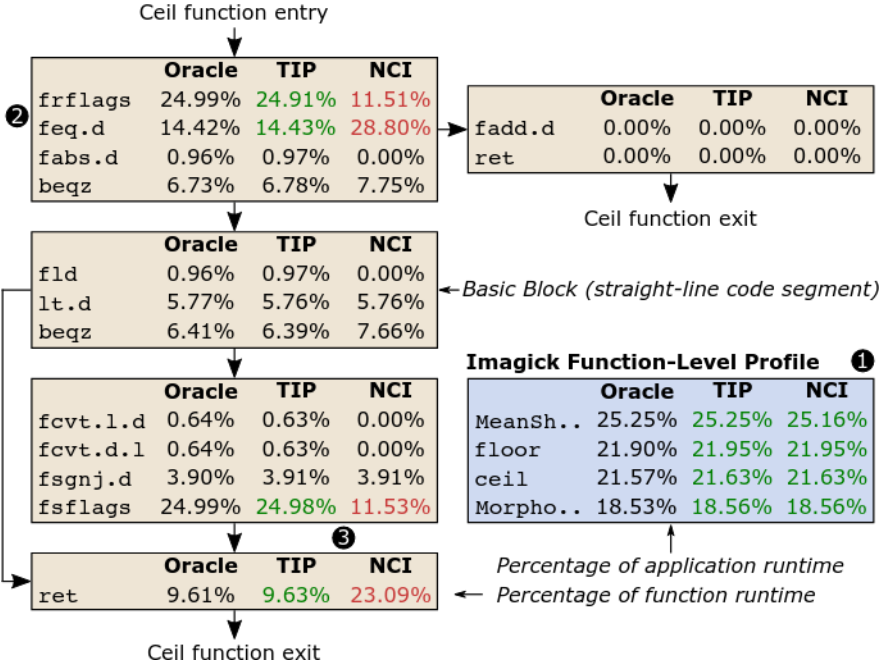 Ceil function entry
Oracle TIP NCI
frflags 24.99% 24.91% 11.51%
❷
feq.d 14.42% 14.43% 28.80%
fabs.d 0.96% 0.97% 0.00%
beqz 6.73% 6.78% 7.75%
Oracle TIP NCI
fadd.d 0.00% 0.00% 0.00%
ret 0.00% 0.00% 0.00%
Ceil function exit
Oracle TIP NCI
fld 0.96% 0.97% 0.00%
lt.d 5.77% 5.76% 5.76%
beqz 6.41% 6.39% 7.66%
Basic Block (straight-line code segment)
Oracle TIP NCI
fcvt.l.d 0.64% 0.63% 0.00%
fcvt.d.l 0.64% 0.63% 0.00%
fsgnj.d 3.90% 3.91% 3.91%
fsflags 24.99% 24.98% 11.53%
Imagick Function-Level Profile ❶
Oracle TIP NCI
MeanSh.. 25.25% 25.25% 25.16%
floor 21.90% 21.95% 21.95%
ceil 21.57% 21.63% 21.63%
Morpho.. 18.53% 18.56% 18.56%
❸
Oracle TIP NCI
ret 9.61% 9.63% 23.09%
Percentage of application runtime
Percentage of function runtime
Ceil function exit